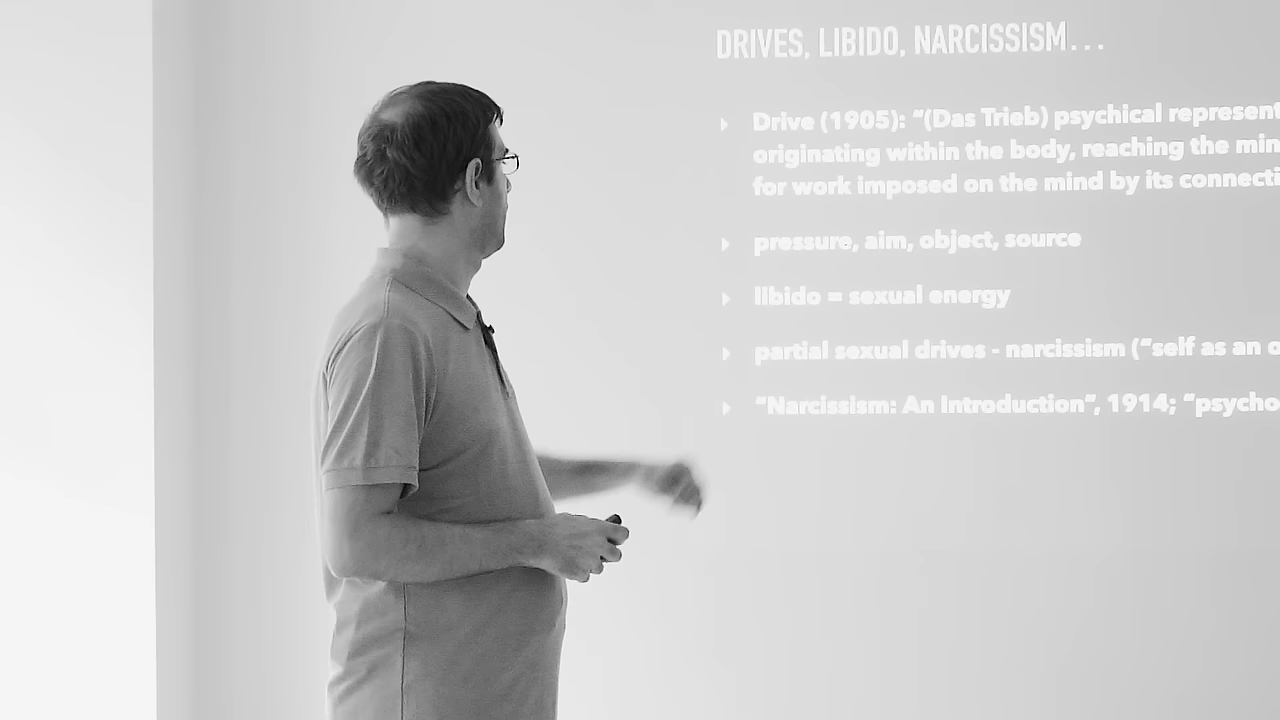 DRIVES, LIBIDO, NARCISSISM...
Drive (1905): "(Das Trieb) psychical represent
originating within the body, reaching the min
for work imposed on the mind by its connecti
pressure, aim, object, source
libido = sexual energy
partial sexual drives - narcissism ("self as an o
"Narcissism: An Introduction", 1914; "psycho